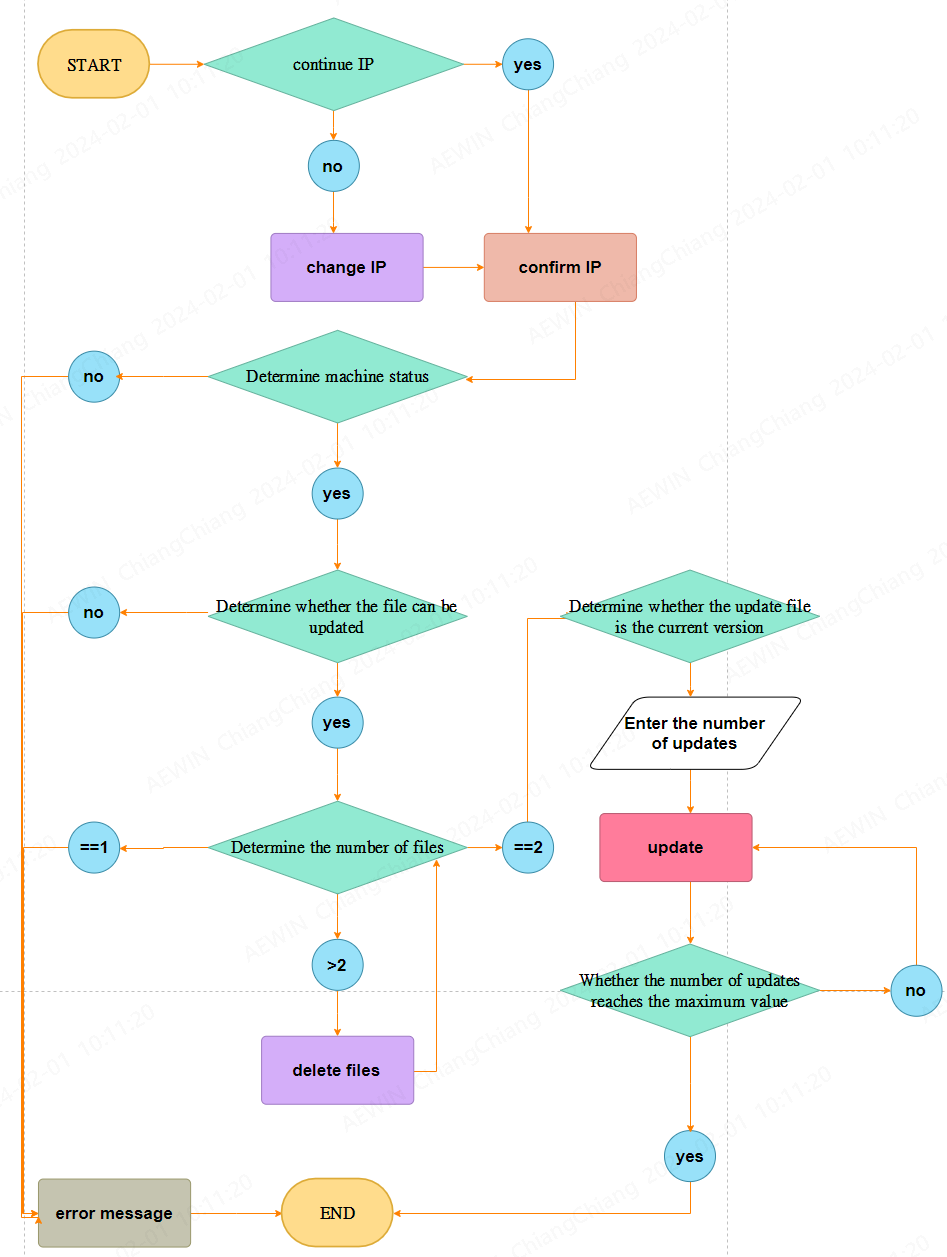 START
continue IP
yes
no
change IP
confirm IP
no
Determine machine status
yes
no
Determine whether the file can be
updated
Determine whether the update file
is the current version
yes
Enter the number
of updates
==1
Determine the number of files
==2
update
>2
Whether the number of updates
reaches the maximum value
no
delete files
yes
error message
END
AEWIN ChiangChiang 2024-02-01 10:11:20